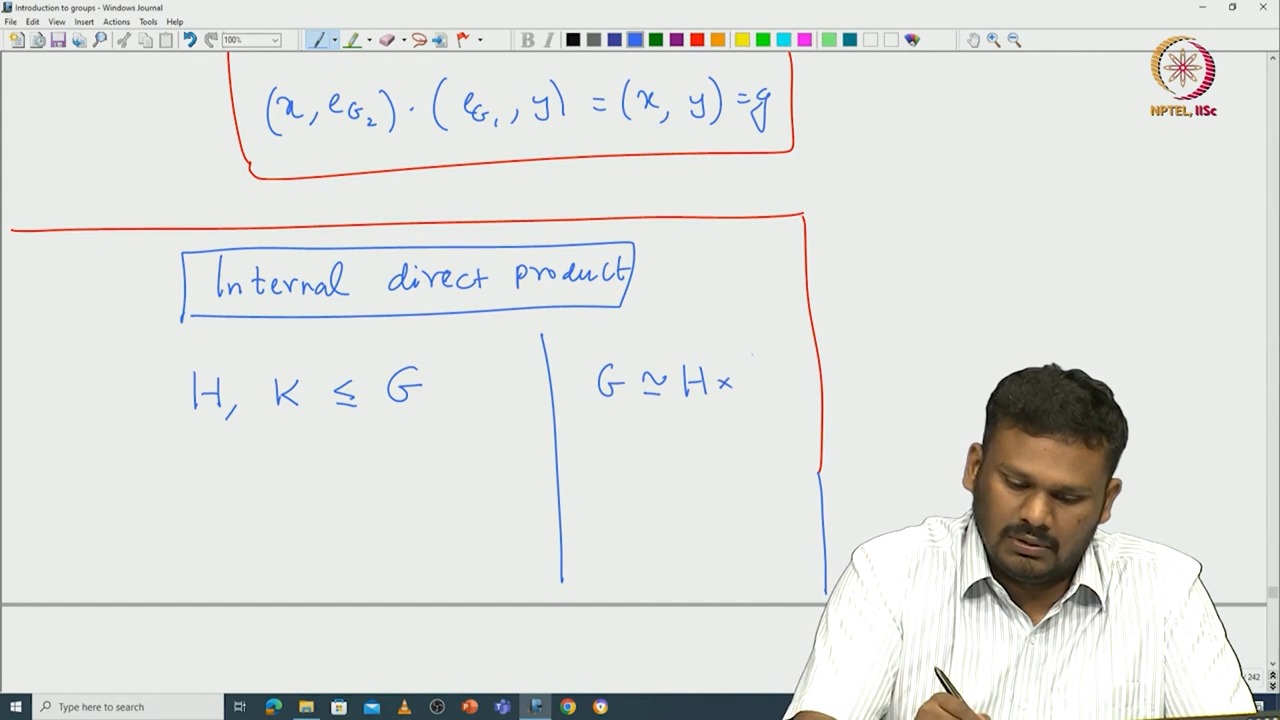 Introduction to groups - Windows Journal
File Edit View Insert Actions Tools Help
100%
B I
NPTEL, IISc
(x, e_{G_2}) · (e_{G_1}, y) = (x, y) = g
Internal direct product
H, K ≤ G
G ≃ H ×
/ 242
Type here to search